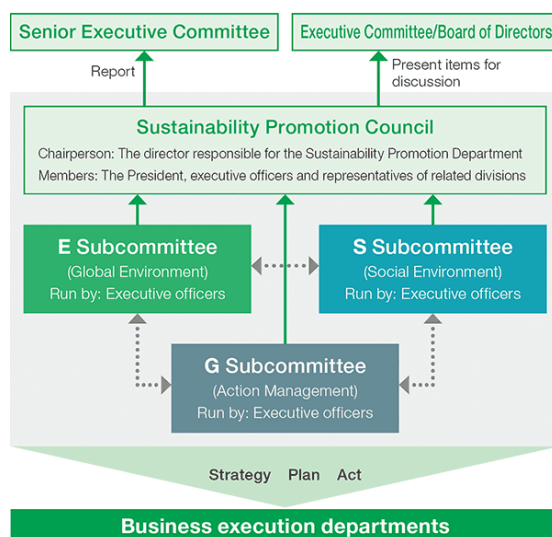 Senior Executive Committee
Executive Committee/Board of Directors
Report
Present items for
discussion
Sustainability Promotion Council
Chairperson: The director responsible for the Sustainability Promotion Department
Members: The President, executive officers and representatives of related divisions
E Subcommittee
(Global Environment)
Run by: Executive officers
S Subcommittee
(Social Environment)
Run by: Executive officers
G Subcommittee
(Action Management)
Run by: Executive officers
Strategy Plan Act
Business execution departments